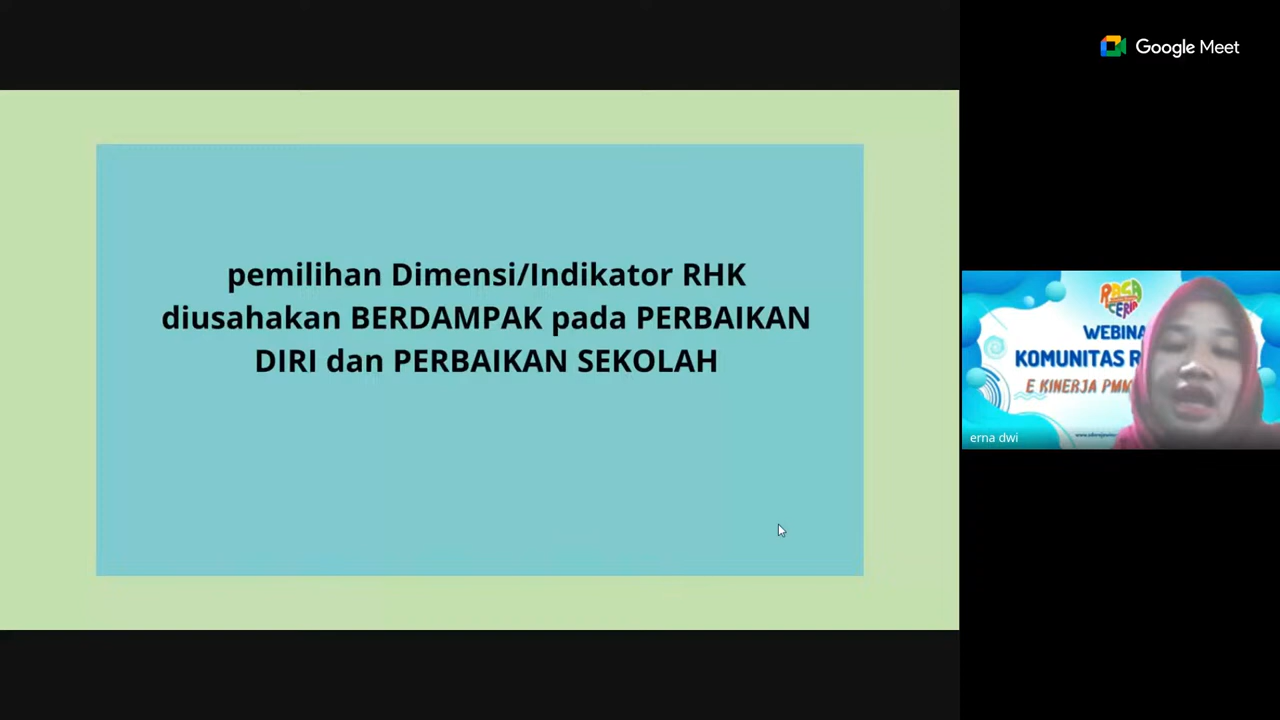 Google Meet
pemilihan Dimensi/Indikator RHK
diusahakan BERDAMPAK pada PERBAIKAN
DIRI dan PERBAIKAN SEKOLAH
CERIA
WEBINA
KOMUNITAS R
E KINERJA PMM
erna dwi